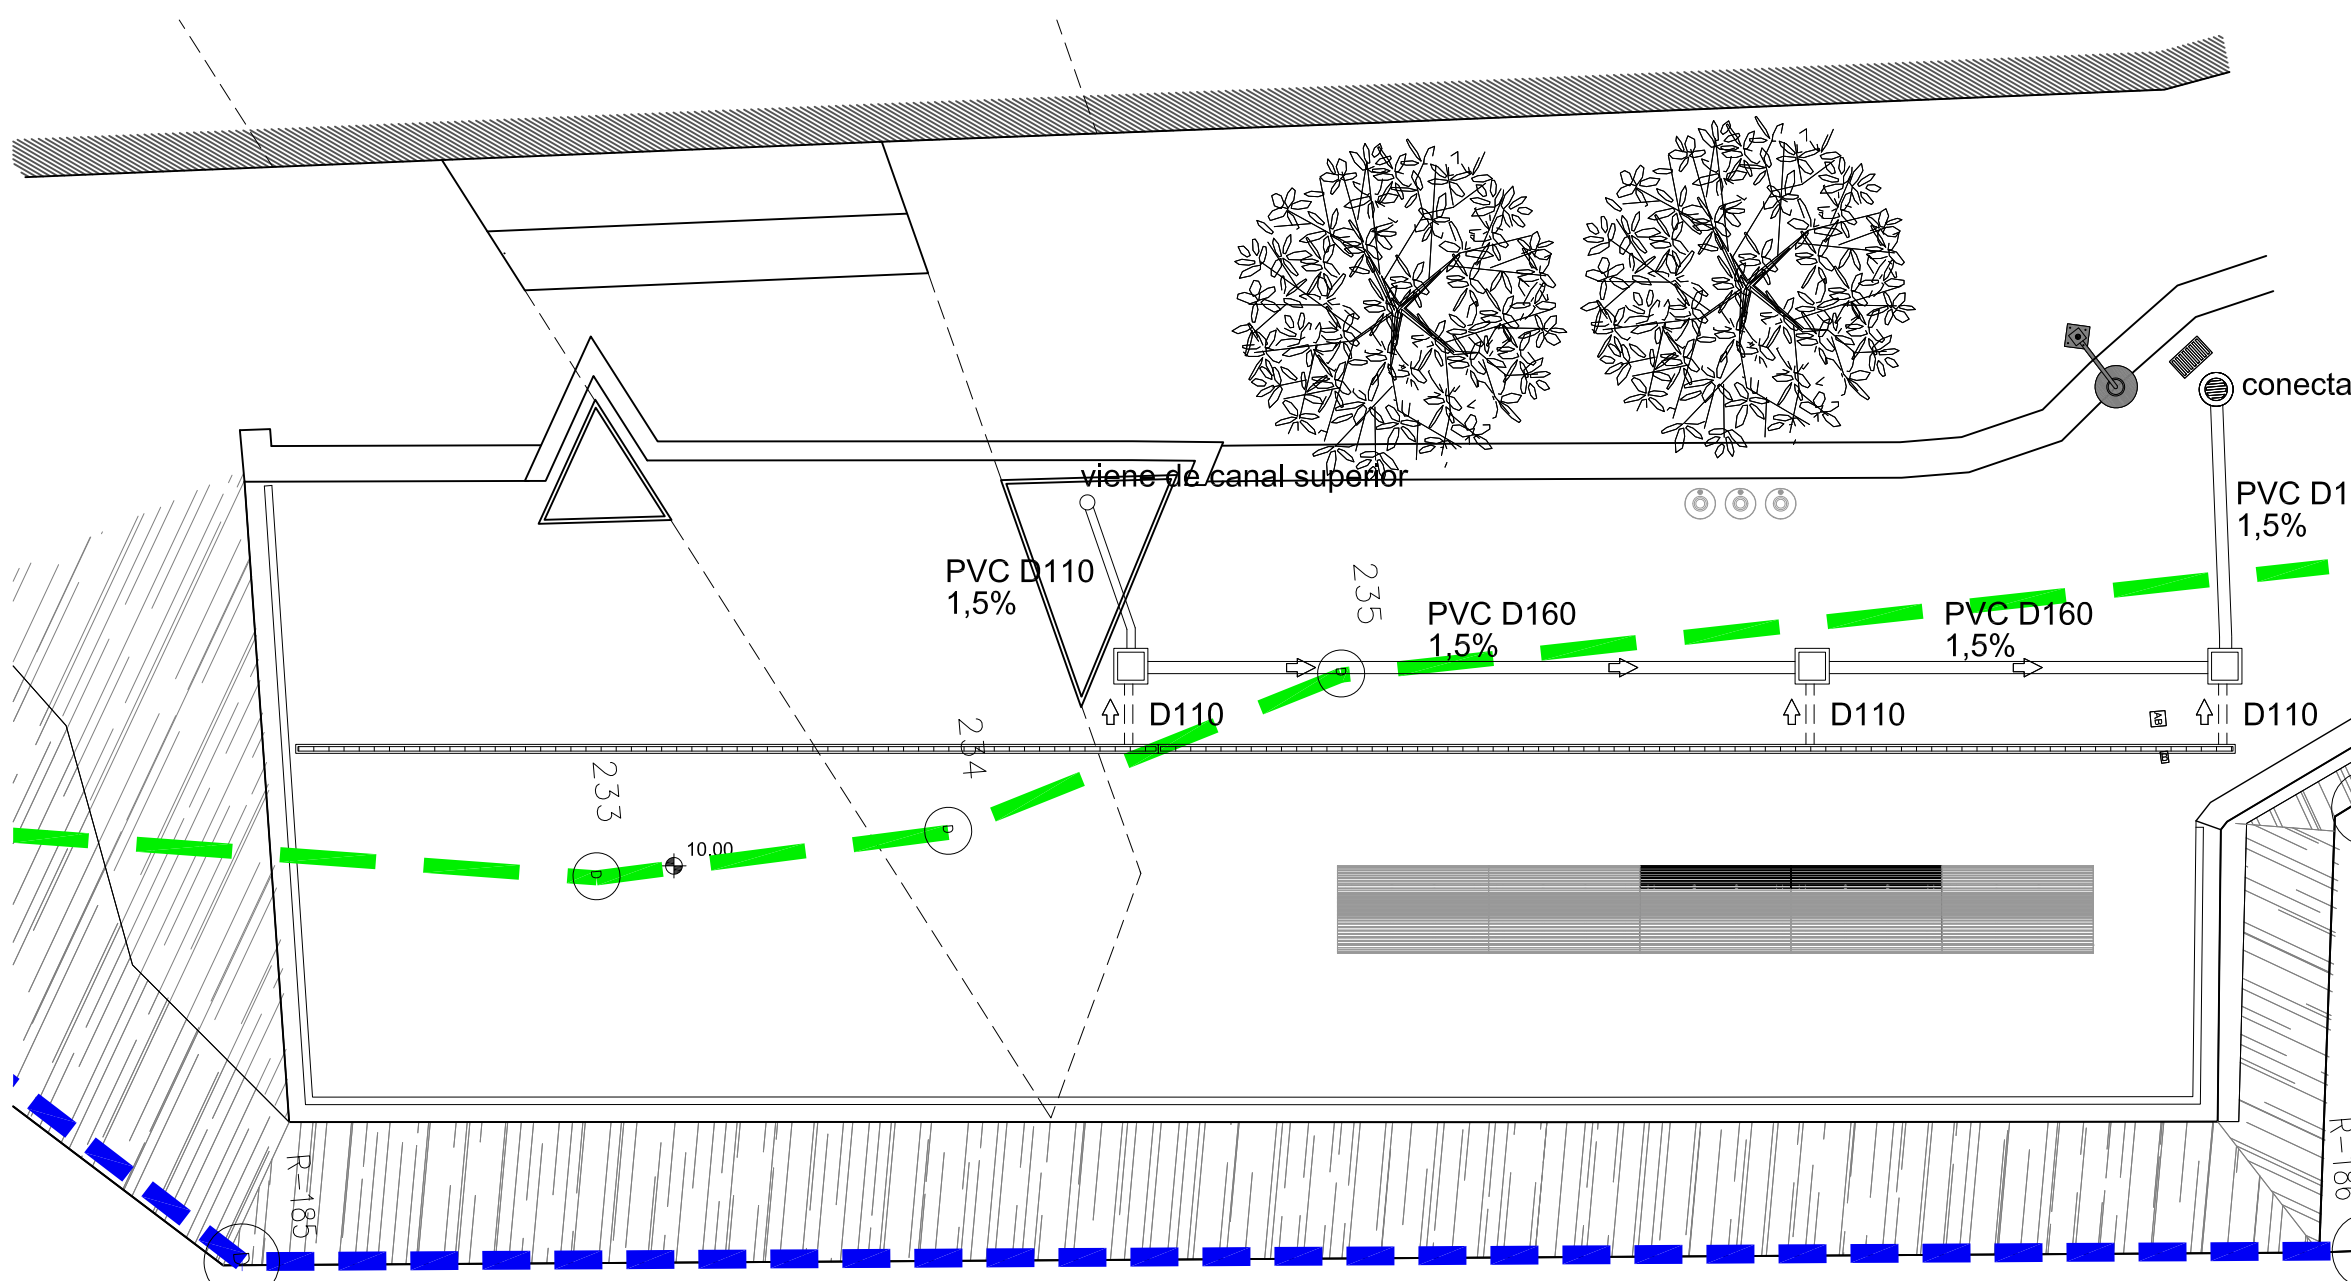 conecta
viene de canal superior
PVC D1
1,5%
PVC D110
1,5%
235
PVC D160
1,5%
PVC D160
1,5%
D
D110
D110
D110
AB
234
233
D
D
10.00
R-185
R-186